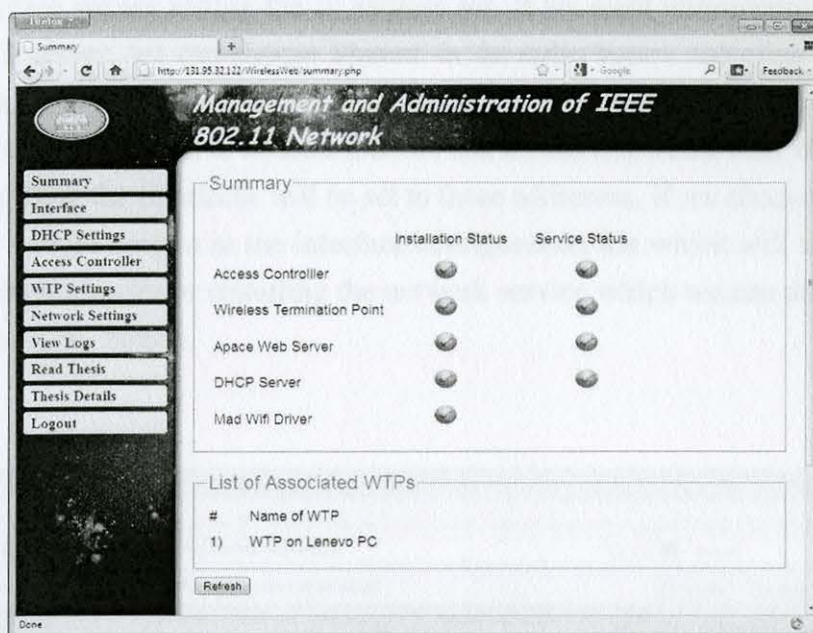 Firefox
Summary
+
http://131.95.32.122/WirelessWeb/summary.php
Google
Feedback
Management and Administration of IEEE
802.11 Network
Summary
Interface
DHCP Settings
Access Controller
WTP Settings
Network Settings
View Logs
Read Thesis
Thesis Details
Logout
Summary
Installation Status Service Status
Access Controlller
Wireless Termination Point
Apace Web Server
DHCP Server
Mad Wifi Driver
List of Associated WTPs
# Name of WTP
1) WTP on Lenevo PC
Refresh
Done